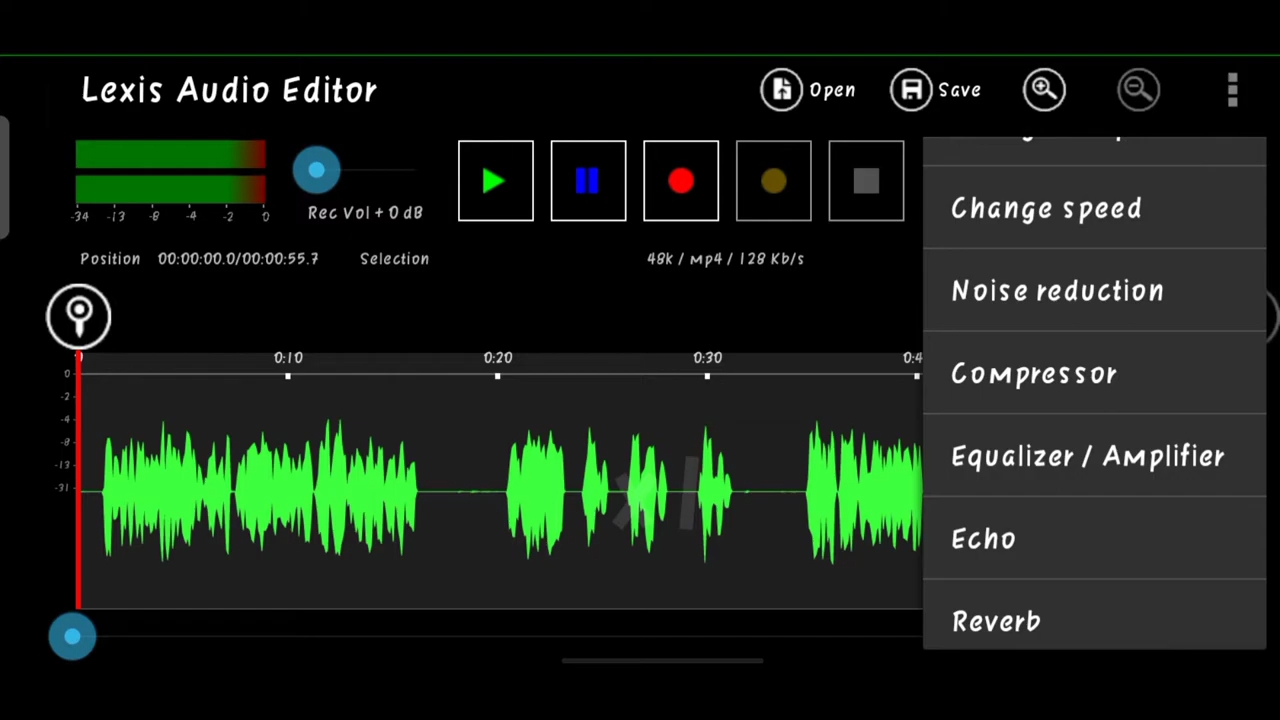 Lexis Audio Editor
Open
Save
-34 -13 -8 -4 -2 0
Rec Vol + 0 dB
Position 00:00:00.0/00:00:55.7 Selection 48k / mp4 / 128 Kb/s
0:10 0:20 0:30
0
-2
-4
-8
-13
-31
x1
Change speed
Noise reduction
Compressor
Equalizer / Amplifier
Echo
Reverb